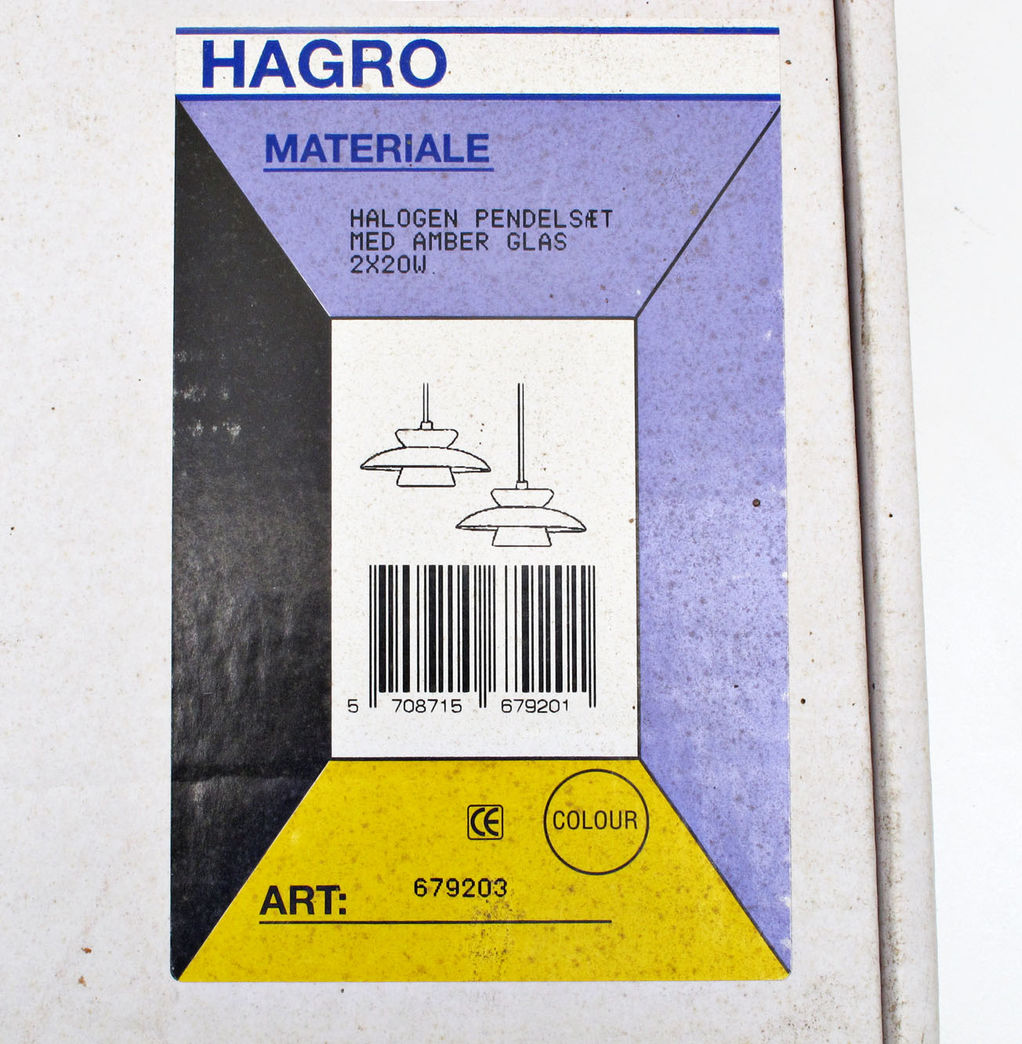 HAGRO
MATERIALE
HALOGEN PENDELSÆT
MED AMBER GLAS
2X20W
5 708715 679201
CE
COLOUR
ART: 679203